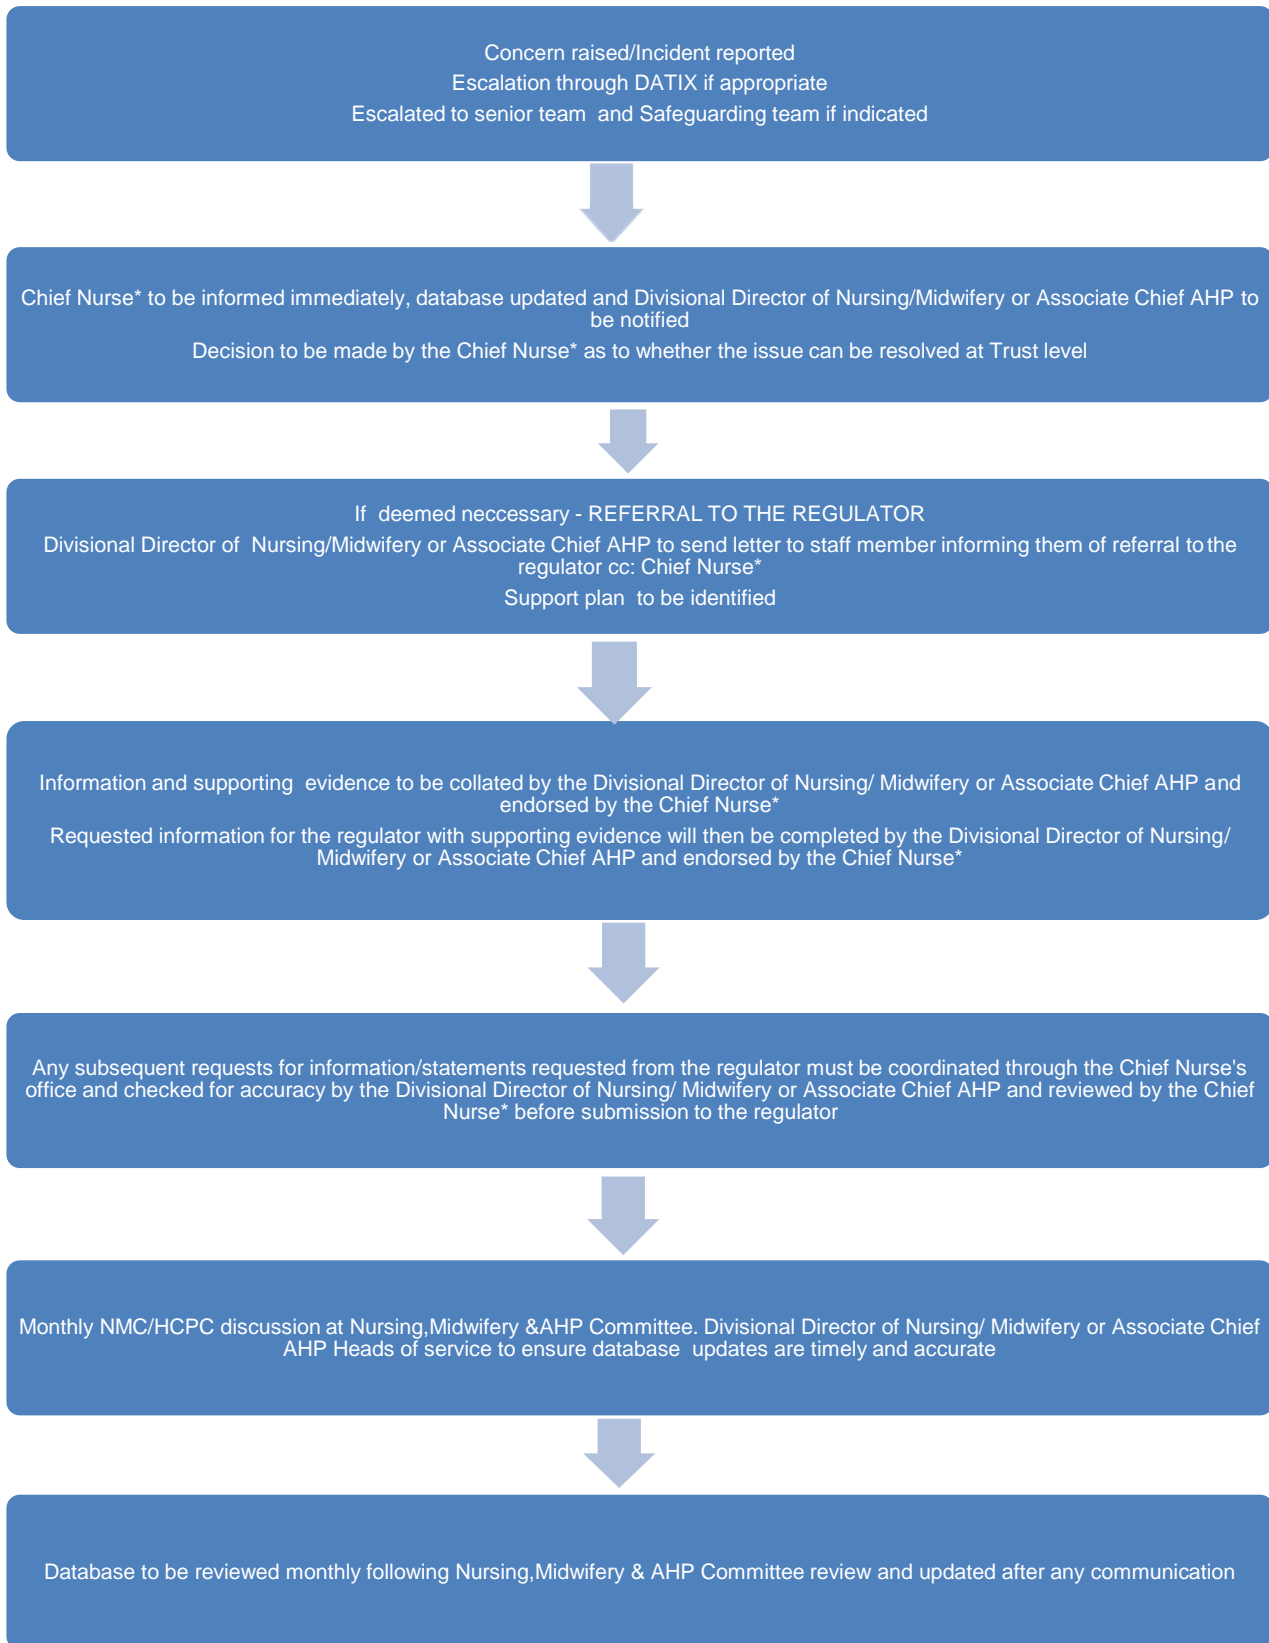 Concern raised/Incident reported
Escalation through DATIX if appropriate
Escalated to senior team and Safeguarding team if indicated
Chief Nurse* to be informed immediately, database updated and Divisional Director of Nursing/Midwifery or Associate Chief AHP to
be notified
Decision to be made by the Chief Nurse* as to whether the issue can be resolved at Trust level
If deemed neccessary - REFERRAL TO THE REGULATOR
Divisional Director of Nursing/Midwifery or Associate Chief AHP to send letter to staff member informing them of referral to the
regulator cc: Chief Nurse*
Support plan to be identified
Information and supporting evidence to be collated by the Divisional Director of Nursing/ Midwifery or Associate Chief AHP and
endorsed by the Chief Nurse*
Requested information for the regulator with supporting evidence will then be completed by the Divisional Director of Nursing/
Midwifery or Associate Chief AHP and endorsed by the Chief Nurse*
Any subsequent requests for information/statements requested from the regulator must be coordinated through the Chief Nurse's
office and checked for accuracy by the Divisional Director of Nursing/ Midwifery or Associate Chief AHP and reviewed by the Chief
Nurse* before submission to the regulator
Monthly NMC/HCPC discussion at Nursing,Midwifery &AHP Committee. Divisional Director of Nursing/ Midwifery or Associate Chief
AHP Heads of service to ensure database updates are timely and accurate
Database to be reviewed monthly following Nursing,Midwifery & AHP Committee review and updated after any communication